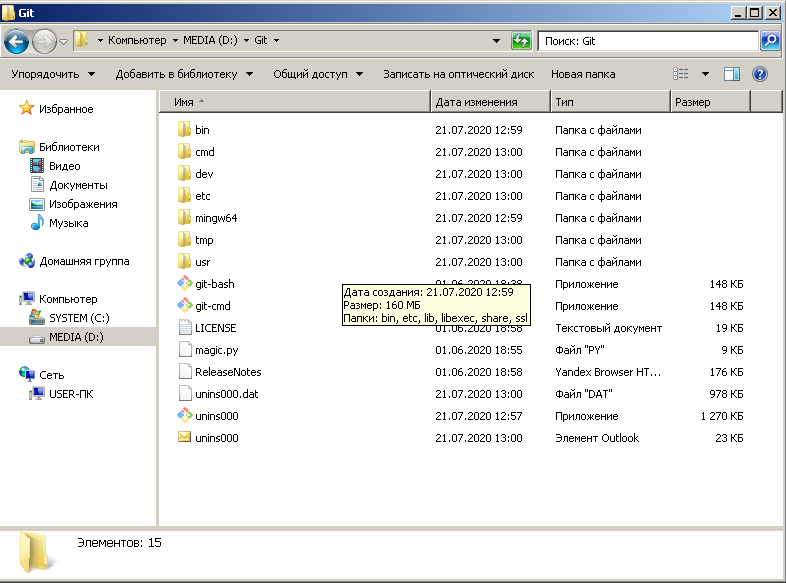 Git
Компьютер MEDIA (D:) Git
Поиск: Git
Упорядочить Добавить в библиотеку Общий доступ Записать на оптический диск Новая папка
Избранное
Библиотеки
Видео
Документы
Изображения
Музыка
Домашняя группа
Компьютер
SYSTEM (C:)
MEDIA (D:)
Сеть
USER-ПК
Имя Дата изменения Тип Размер
bin 21.07.2020 12:59 Папка с файлами
cmd 21.07.2020 13:00 Папка с файлами
dev 21.07.2020 13:00 Папка с файлами
etc 21.07.2020 13:00 Папка с файлами
mingw64 21.07.2020 12:59 Папка с файлами
tmp 21.07.2020 13:00 Папка с файлами
usr 21.07.2020 13:00 Папка с файлами
git-bash Приложение 148 КБ
Дата создания: 21.07.2020 12:59
Размер: 160 МБ
Папки: bin, etc, lib, libexec, share, ssl
git-cmd Приложение 148 КБ
LICENSE 01.06.2020 18:58 Текстовый документ 19 КБ
magic.py 01.06.2020 18:55 Файл "PY" 9 КБ
ReleaseNotes 01.06.2020 18:58 Yandex Browser HT... 176 КБ
unins000.dat 21.07.2020 13:00 Файл "DAT" 978 КБ
unins000 21.07.2020 12:57 Приложение 1 270 КБ
unins000 21.07.2020 13:00 Элемент Outlook 23 КБ
Элементов: 15